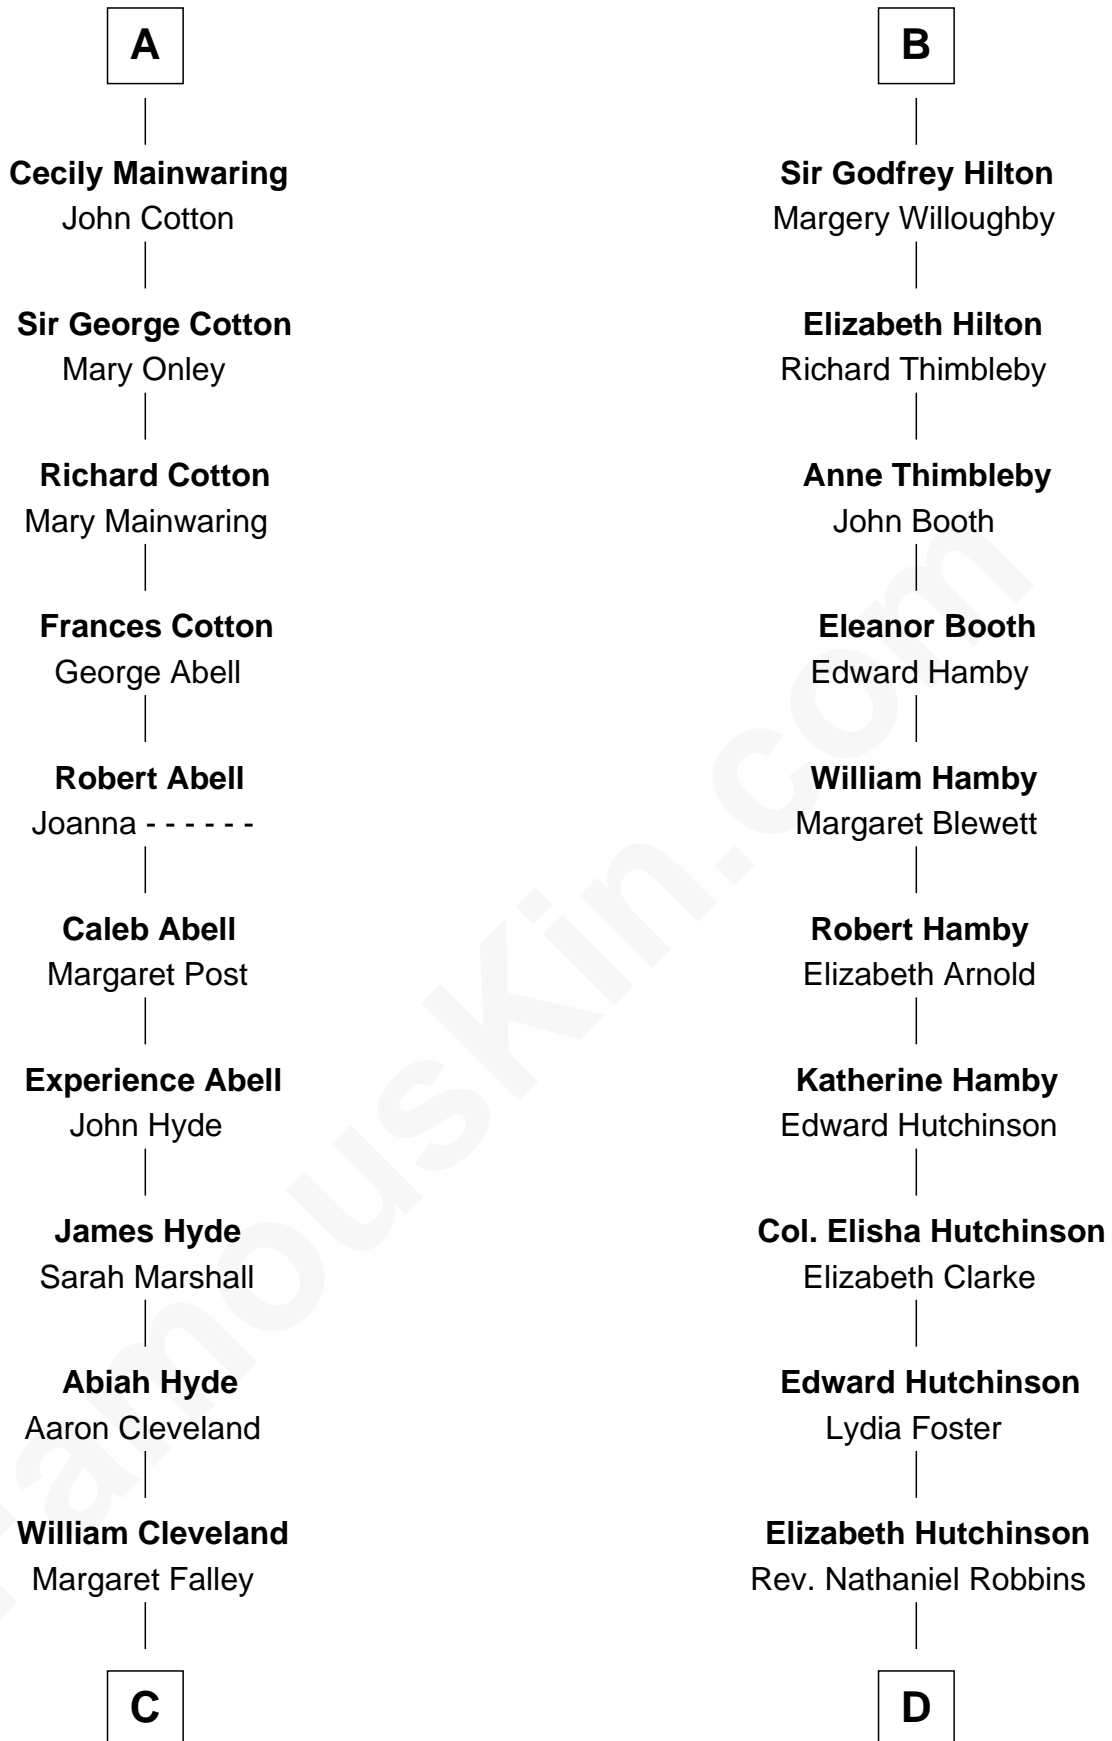 A
Cecily Mainwaring
John Cotton
Sir George Cotton
Mary Onley
Richard Cotton
Mary Mainwaring
Frances Cotton
George Abell
Robert Abell
Joanna - - - - - -
Caleb Abell
Margaret Post
Experience Abell
John Hyde
James Hyde
Sarah Marshall
Abiah Hyde
Aaron Cleveland
William Cleveland
Margaret Falley
C
B
Sir Godfrey Hilton
Margery Willoughby
Elizabeth Hilton
Richard Thimbleby
Anne Thimbleby
John Booth
Eleanor Booth
Edward Hamby
William Hamby
Margaret Blewett
Robert Hamby
Elizabeth Arnold
Katherine Hamby
Edward Hutchinson
Col. Elisha Hutchinson
Elizabeth Clarke
Edward Hutchinson
Lydia Foster
Elizabeth Hutchinson
Rev. Nathaniel Robbins
D
FamousKin.com